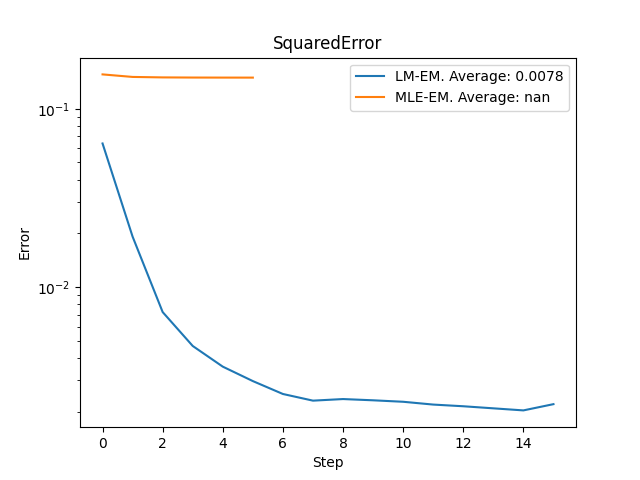 SquaredError
LM-EM. Average: 0.0078
MLE-EM. Average: nan
10⁻¹
10⁻²
Error
0 2 4 6 8 10 12 14
Step